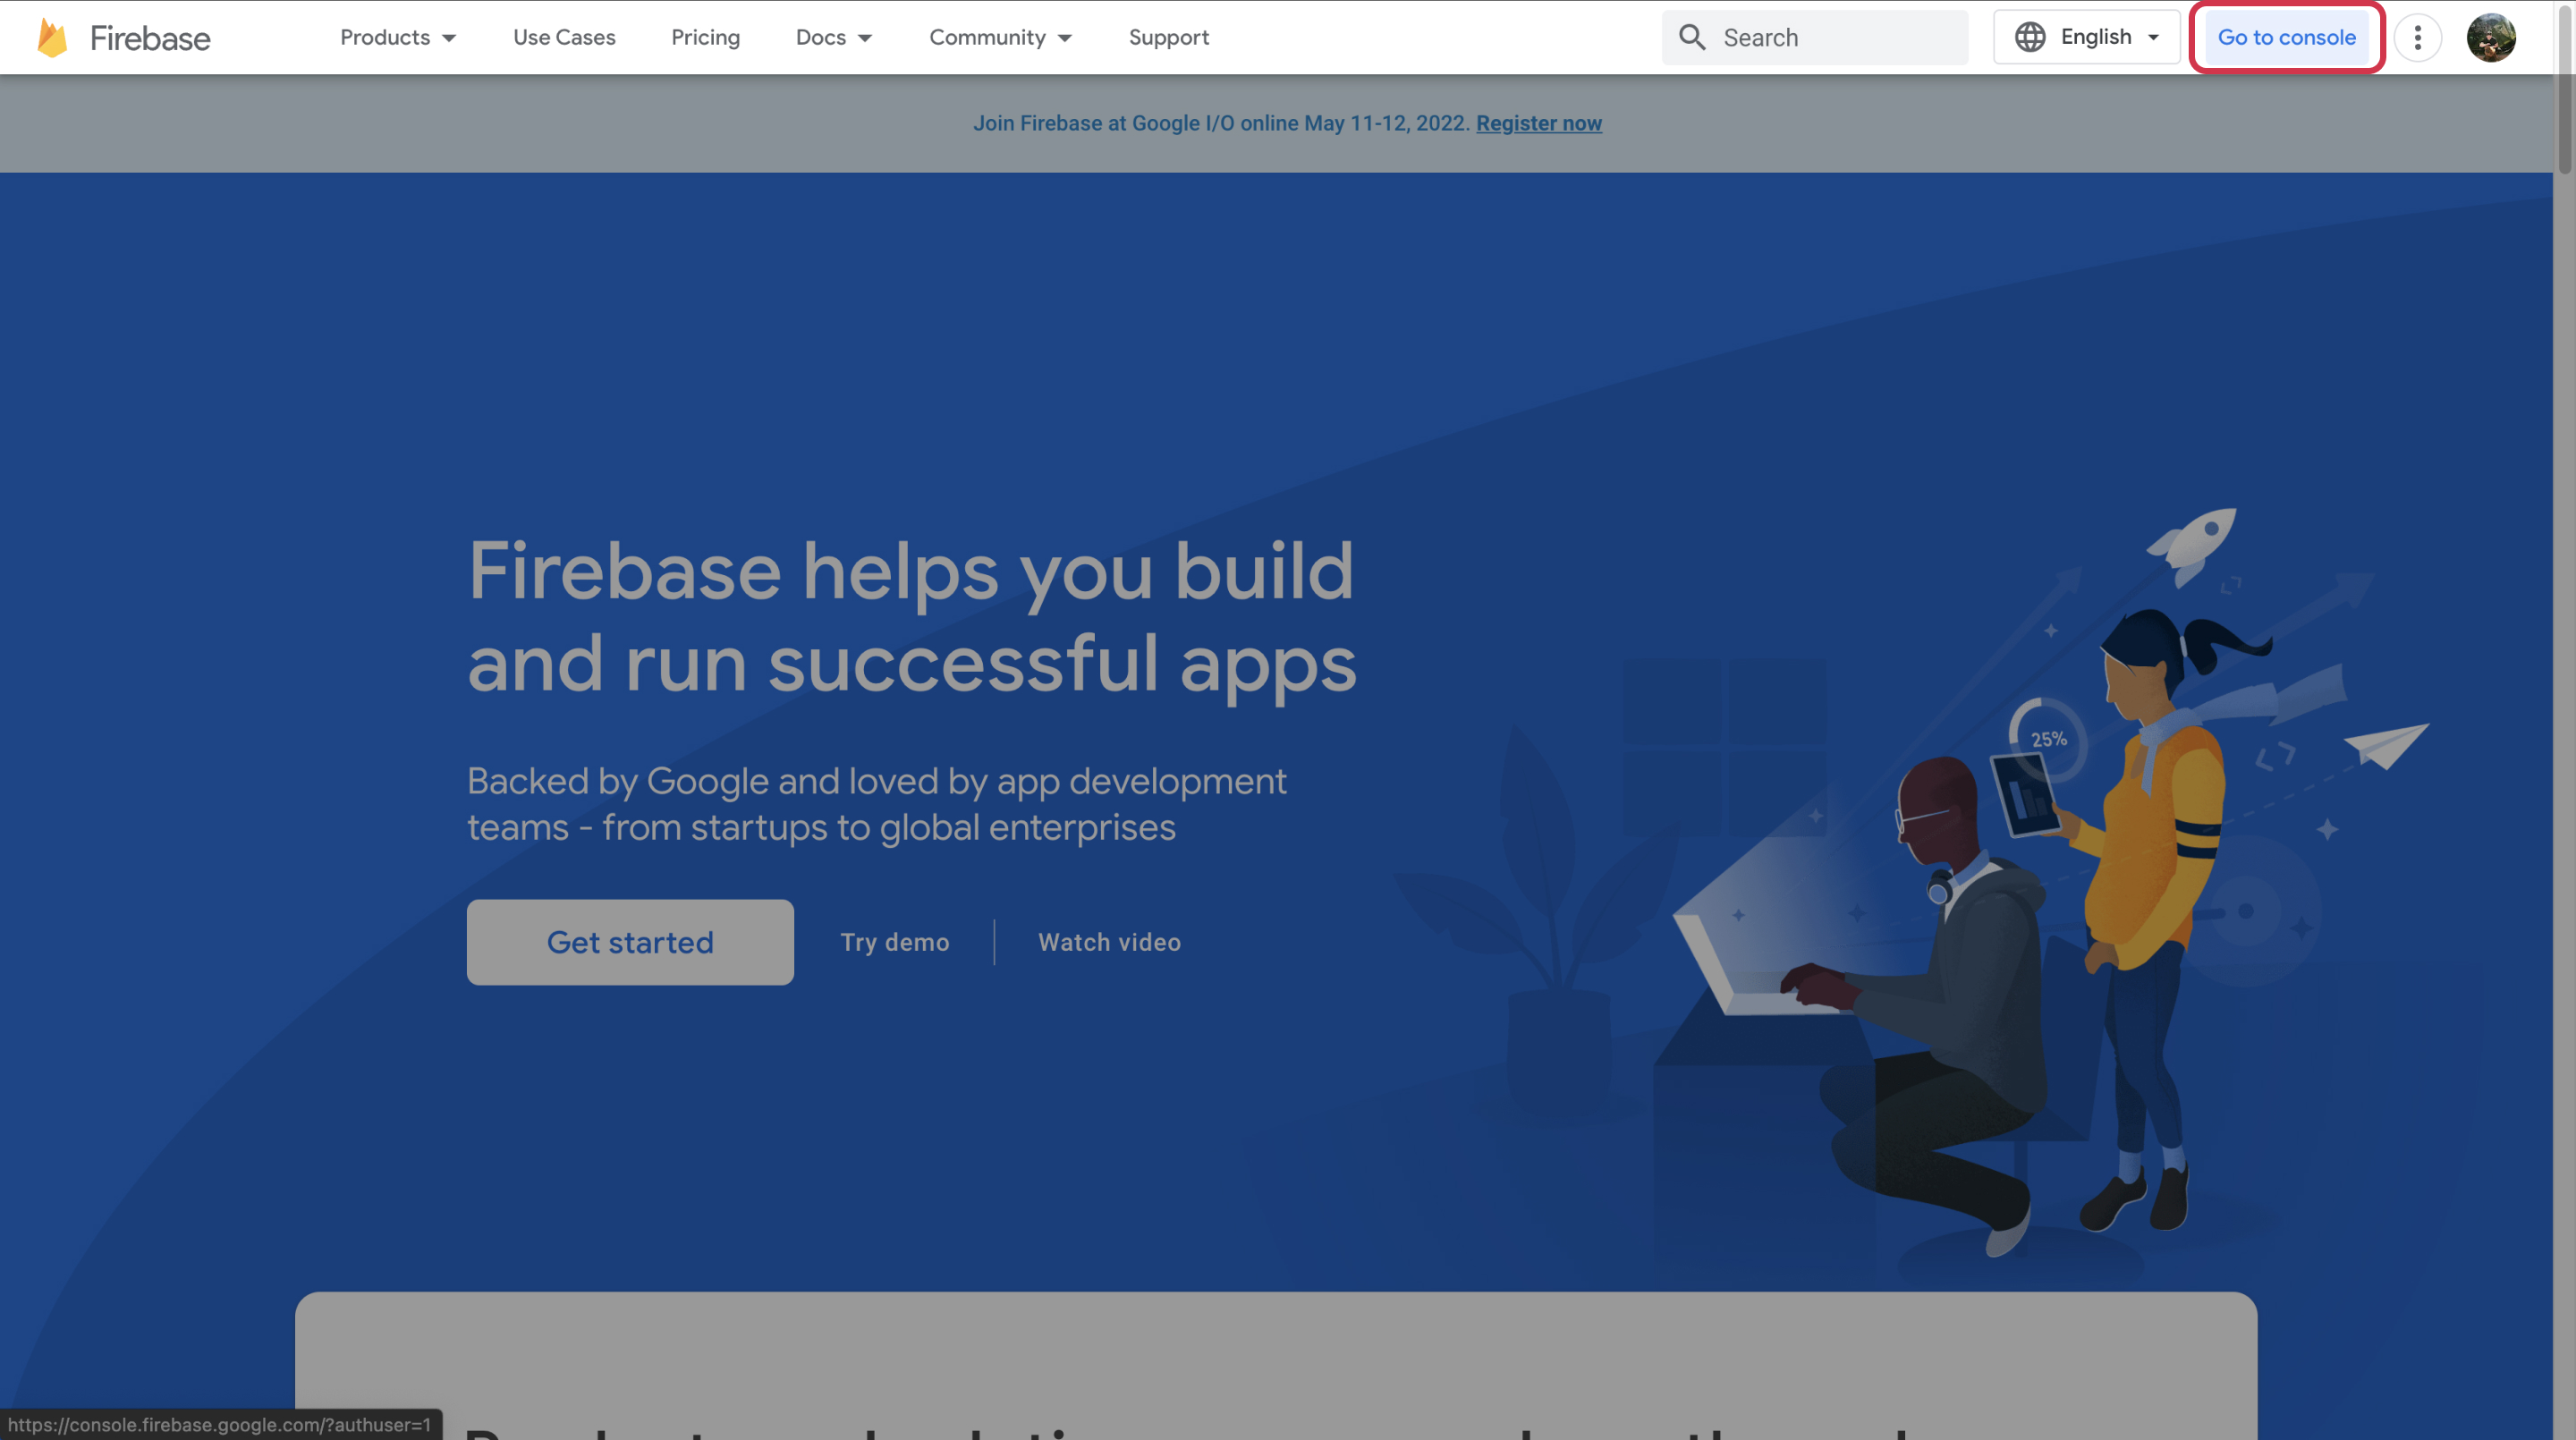 Firebase
Products
Use Cases
Pricing
Docs
Community
Support
Search
English
Go to console
Join Firebase at Google I/O online May 11-12, 2022. Register now
Firebase helps you build
and run successful apps
Backed by Google and loved by app development
teams - from startups to global enterprises
Get started
Try demo
Watch video
25%
https://console.firebase.google.com/?authuser=1